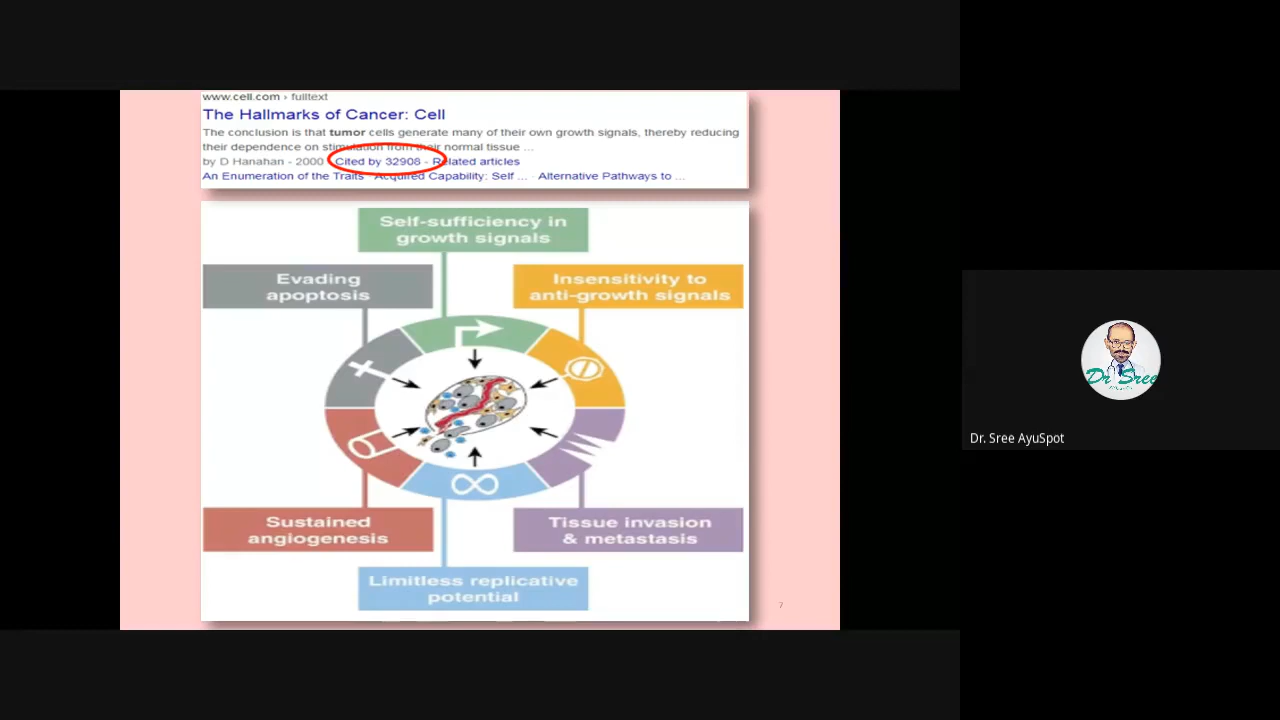 www.cell.com › fulltext
The Hallmarks of Cancer: Cell
The conclusion is that tumor cells generate many of their own growth signals, thereby reducing
their dependence on stimulation from their normal tissue ...
by D Hanahan - 2000 Cited by 32908 - Related articles
An Enumeration of the Traits · Acquired Capability: Self ... · Alternative Pathways to ...
Self-sufficiency in
growth signals
Evading
apoptosis
Insensitivity to
anti-growth signals
Sustained
angiogenesis
Tissue invasion
& metastasis
Limitless replicative
potential
7
Dr Sree
Dr. Sree AyuSpot